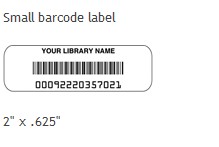 Small barcode label
YOUR LIBRARY NAME
00092220357021
2" x .625"